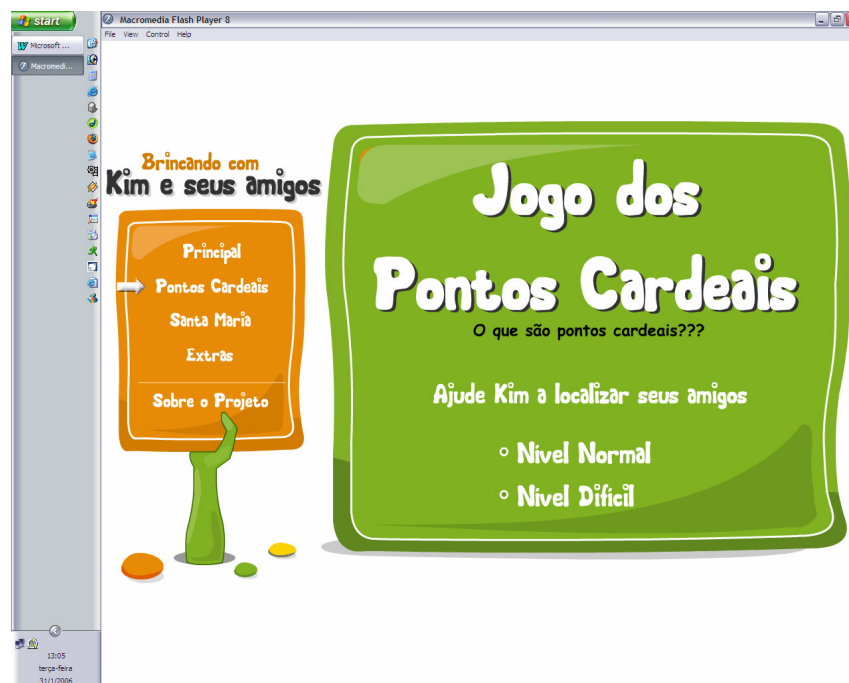 start
Microsoft ...
Macromedi...
13:05
terça-feira
31/1/2006
Macromedia Flash Player 8
File View Control Help
Brincando com
Kim e seus amigos
Principal
Pontos Cardeais
Santa Maria
Extras
Sobre o Projeto
Jogo dos
Pontos Cardeais
O que são pontos cardeais???
Ajude Kim a localizar seus amigos
Nível Normal
Nível Difícil